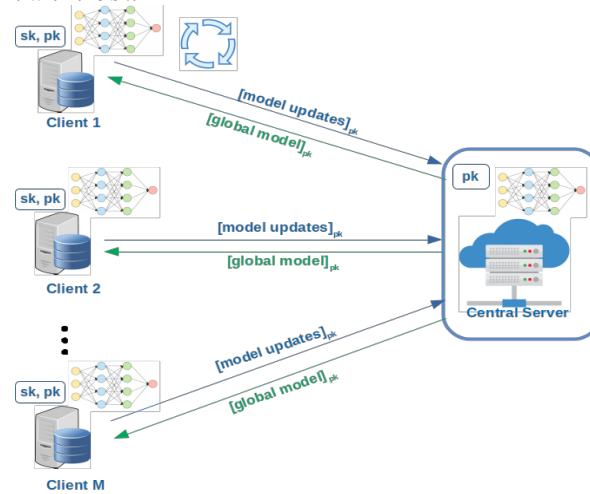 sk, pk
Client 1
[model updates]pk
[global model]pk
pk
Central Server
sk, pk
Client 2
[model updates]pk
[global model]pk
sk, pk
Client M
[model updates]pk
[global model]pk